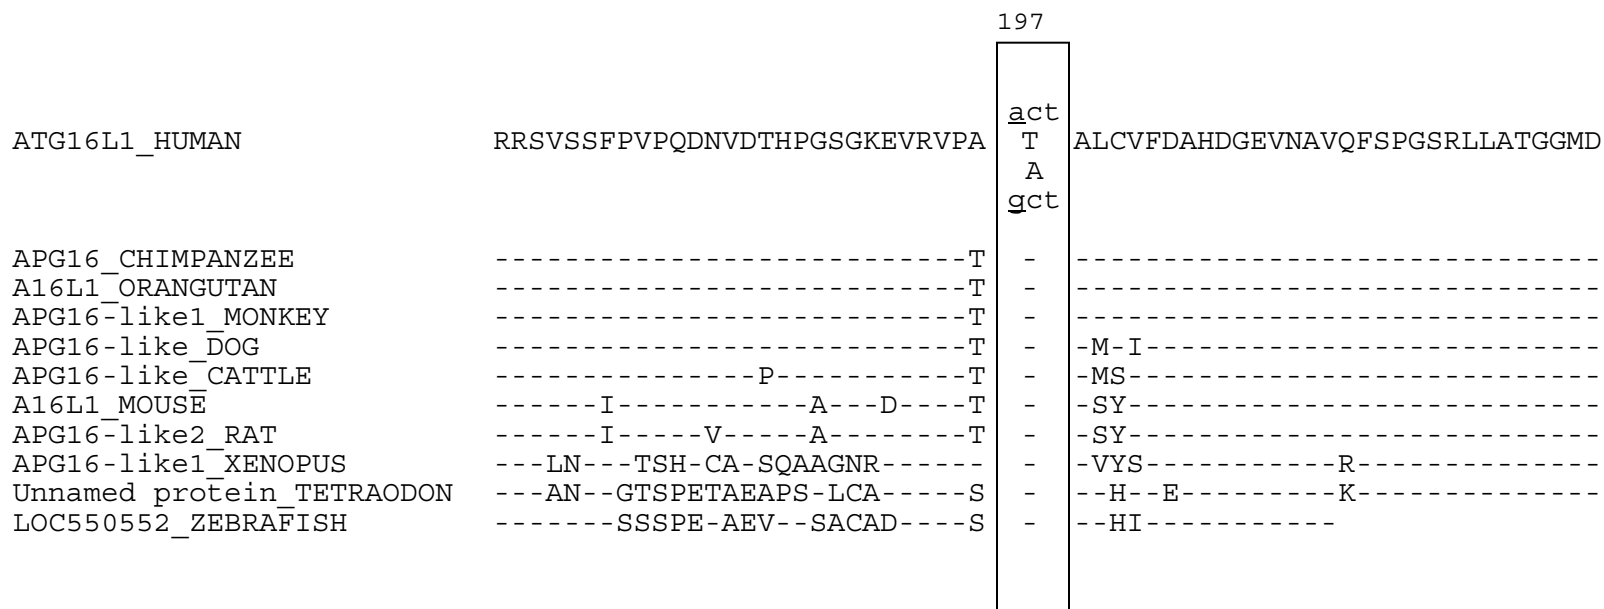 197
act
ATG16L1_HUMAN RRSVSSFPVPQDNVDTHPGSGKEVRVPA T ALCVFDAHDGEVNAVQFSPGSRLLATGGMD
A
gct
APG16_CHIMPANZEE ---------------------------T - ------------------------------
A16L1_ORANGUTAN ---------------------------T - ------------------------------
APG16-like1_MONKEY ---------------------------T - ------------------------------
APG16-like_DOG ---------------------------T - -M-I--------------------------
APG16-like_CATTLE ---------------P-----------T - -MS---------------------------
A16L1_MOUSE ------I-----------A---D----T - -SY---------------------------
APG16-like2_RAT ------I-----V-----A--------T - -SY---------------------------
APG16-like1_XENOPUS ---LN---TSH-CA-SQAAGNR------ - -VYS-----------R--------------
Unnamed protein_TETRAODON ---AN--GTSPETAEAPS-LCA-----S - --H--E---------K--------------
LOC550552_ZEBRAFISH -------SSSPE-AEV--SACAD----S - --HI-----------